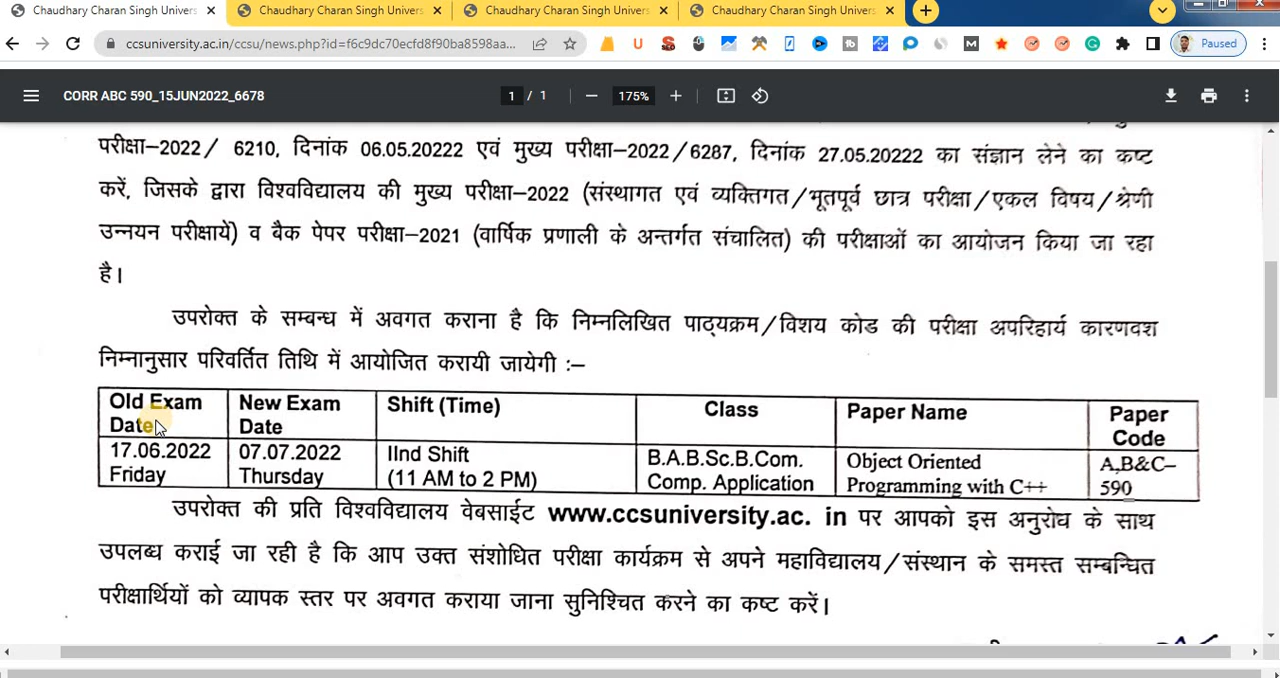 Chaudhary Charan Singh Univers
Chaudhary Charan Singh Univers
Chaudhary Charan Singh Univers
Chaudhary Charan Singh Univers
ccsuniversity.ac.in/ccsu/news.php?id=f6c9dc70ecfd8f90ba8598aa...
Paused
CORR ABC 590_15JUN2022_6678
1 / 1
175%
परीक्षा–2022/ 6210, दिनांक 06.05.20222 एवं मुख्य परीक्षा–2022/6287, दिनांक 27.05.20222 का संज्ञान लेने का कष्ट
करें, जिसके द्वारा विश्वविद्यालय की मुख्य परीक्षा–2022 (संस्थागत एवं व्यक्तिगत/भूतपूर्व छात्र परीक्षा/एकल विषय/श्रेणी
उन्नयन परीक्षायें) व बैक पेपर परीक्षा–2021 (वार्षिक प्रणाली के अन्तर्गत संचालित) की परीक्षाओं का आयोजन किया जा रहा
है।
उपरोक्त के सम्बन्ध में अवगत कराना है कि निम्नलिखित पाठ्यक्रम/विशय कोड की परीक्षा अपरिहार्य कारणवश
निम्नानुसार परिवर्तित तिथि में आयोजित करायी जायेगी :–
Old Exam Date New Exam Date Shift (Time) Class Paper Name Paper Code
17.06.2022 07.07.2022 IInd Shift B.A.B.Sc.B.Com. Object Oriented A,B&C–
Friday Thursday (11 AM to 2 PM) Comp. Application Programming with C++ 590
उपरोक्त की प्रति विश्वविद्यालय वेबसाईट www.ccsuniversity.ac. in पर आपको इस अनुरोध के साथ
उपलब्ध कराई जा रही है कि आप उक्त संशोधित परीक्षा कार्यक्रम से अपने महाविद्यालय/संस्थान के समस्त सम्बन्धित
परीक्षार्थियों को व्यापक स्तर पर अवगत कराया जाना सुनिश्चित करने का कष्ट करें।